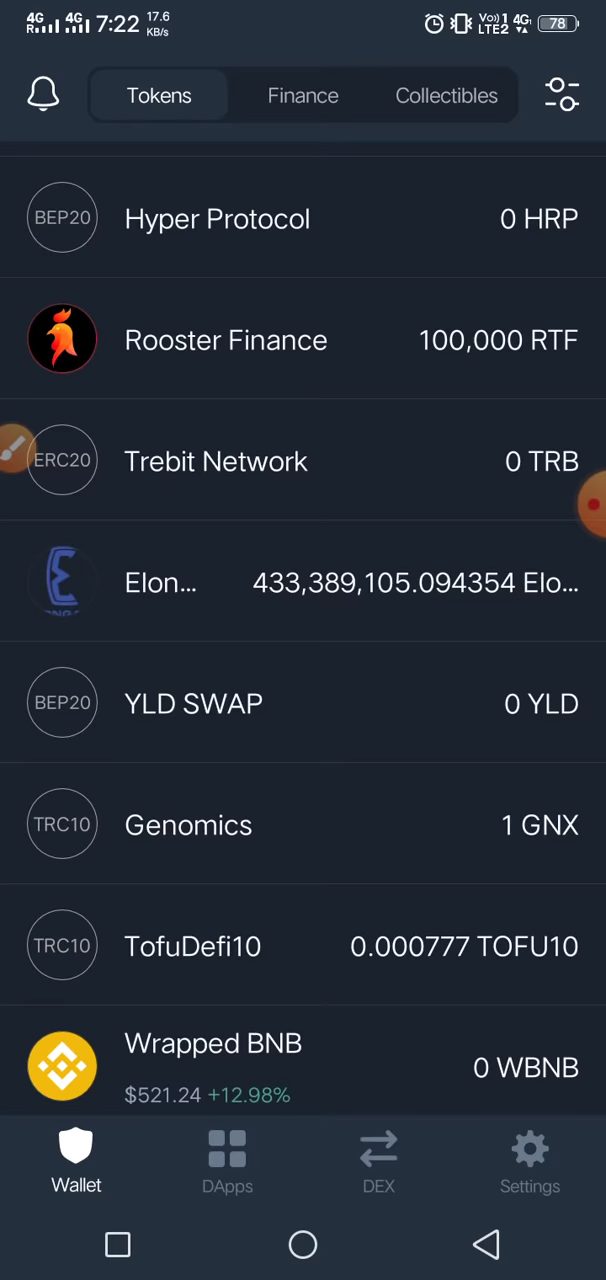 4G 4G 7:22 17.6
R KB/s
Vo)) 1 4G 78
LTE2
Tokens Finance Collectibles
BEP20 Hyper Protocol 0 HRP
Rooster Finance 100,000 RTF
ERC20 Trebit Network 0 TRB
Elon... 433,389,105.094354 Elo...
BEP20 YLD SWAP 0 YLD
TRC10 Genomics 1 GNX
TRC10 TofuDefi10 0.000777 TOFU10
Wrapped BNB 0 WBNB
$521.24 +12.98%
Wallet DApps DEX Settings